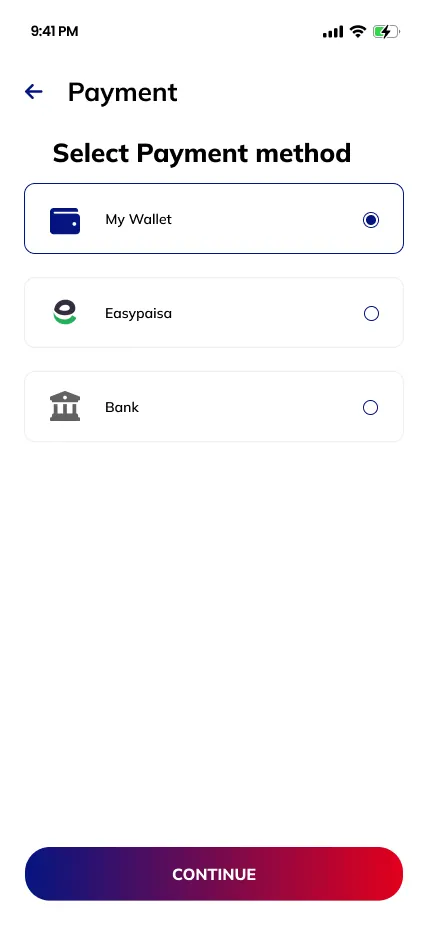 9:41 PM
Payment
Select Payment method
My Wallet
Easypaisa
Bank
CONTINUE